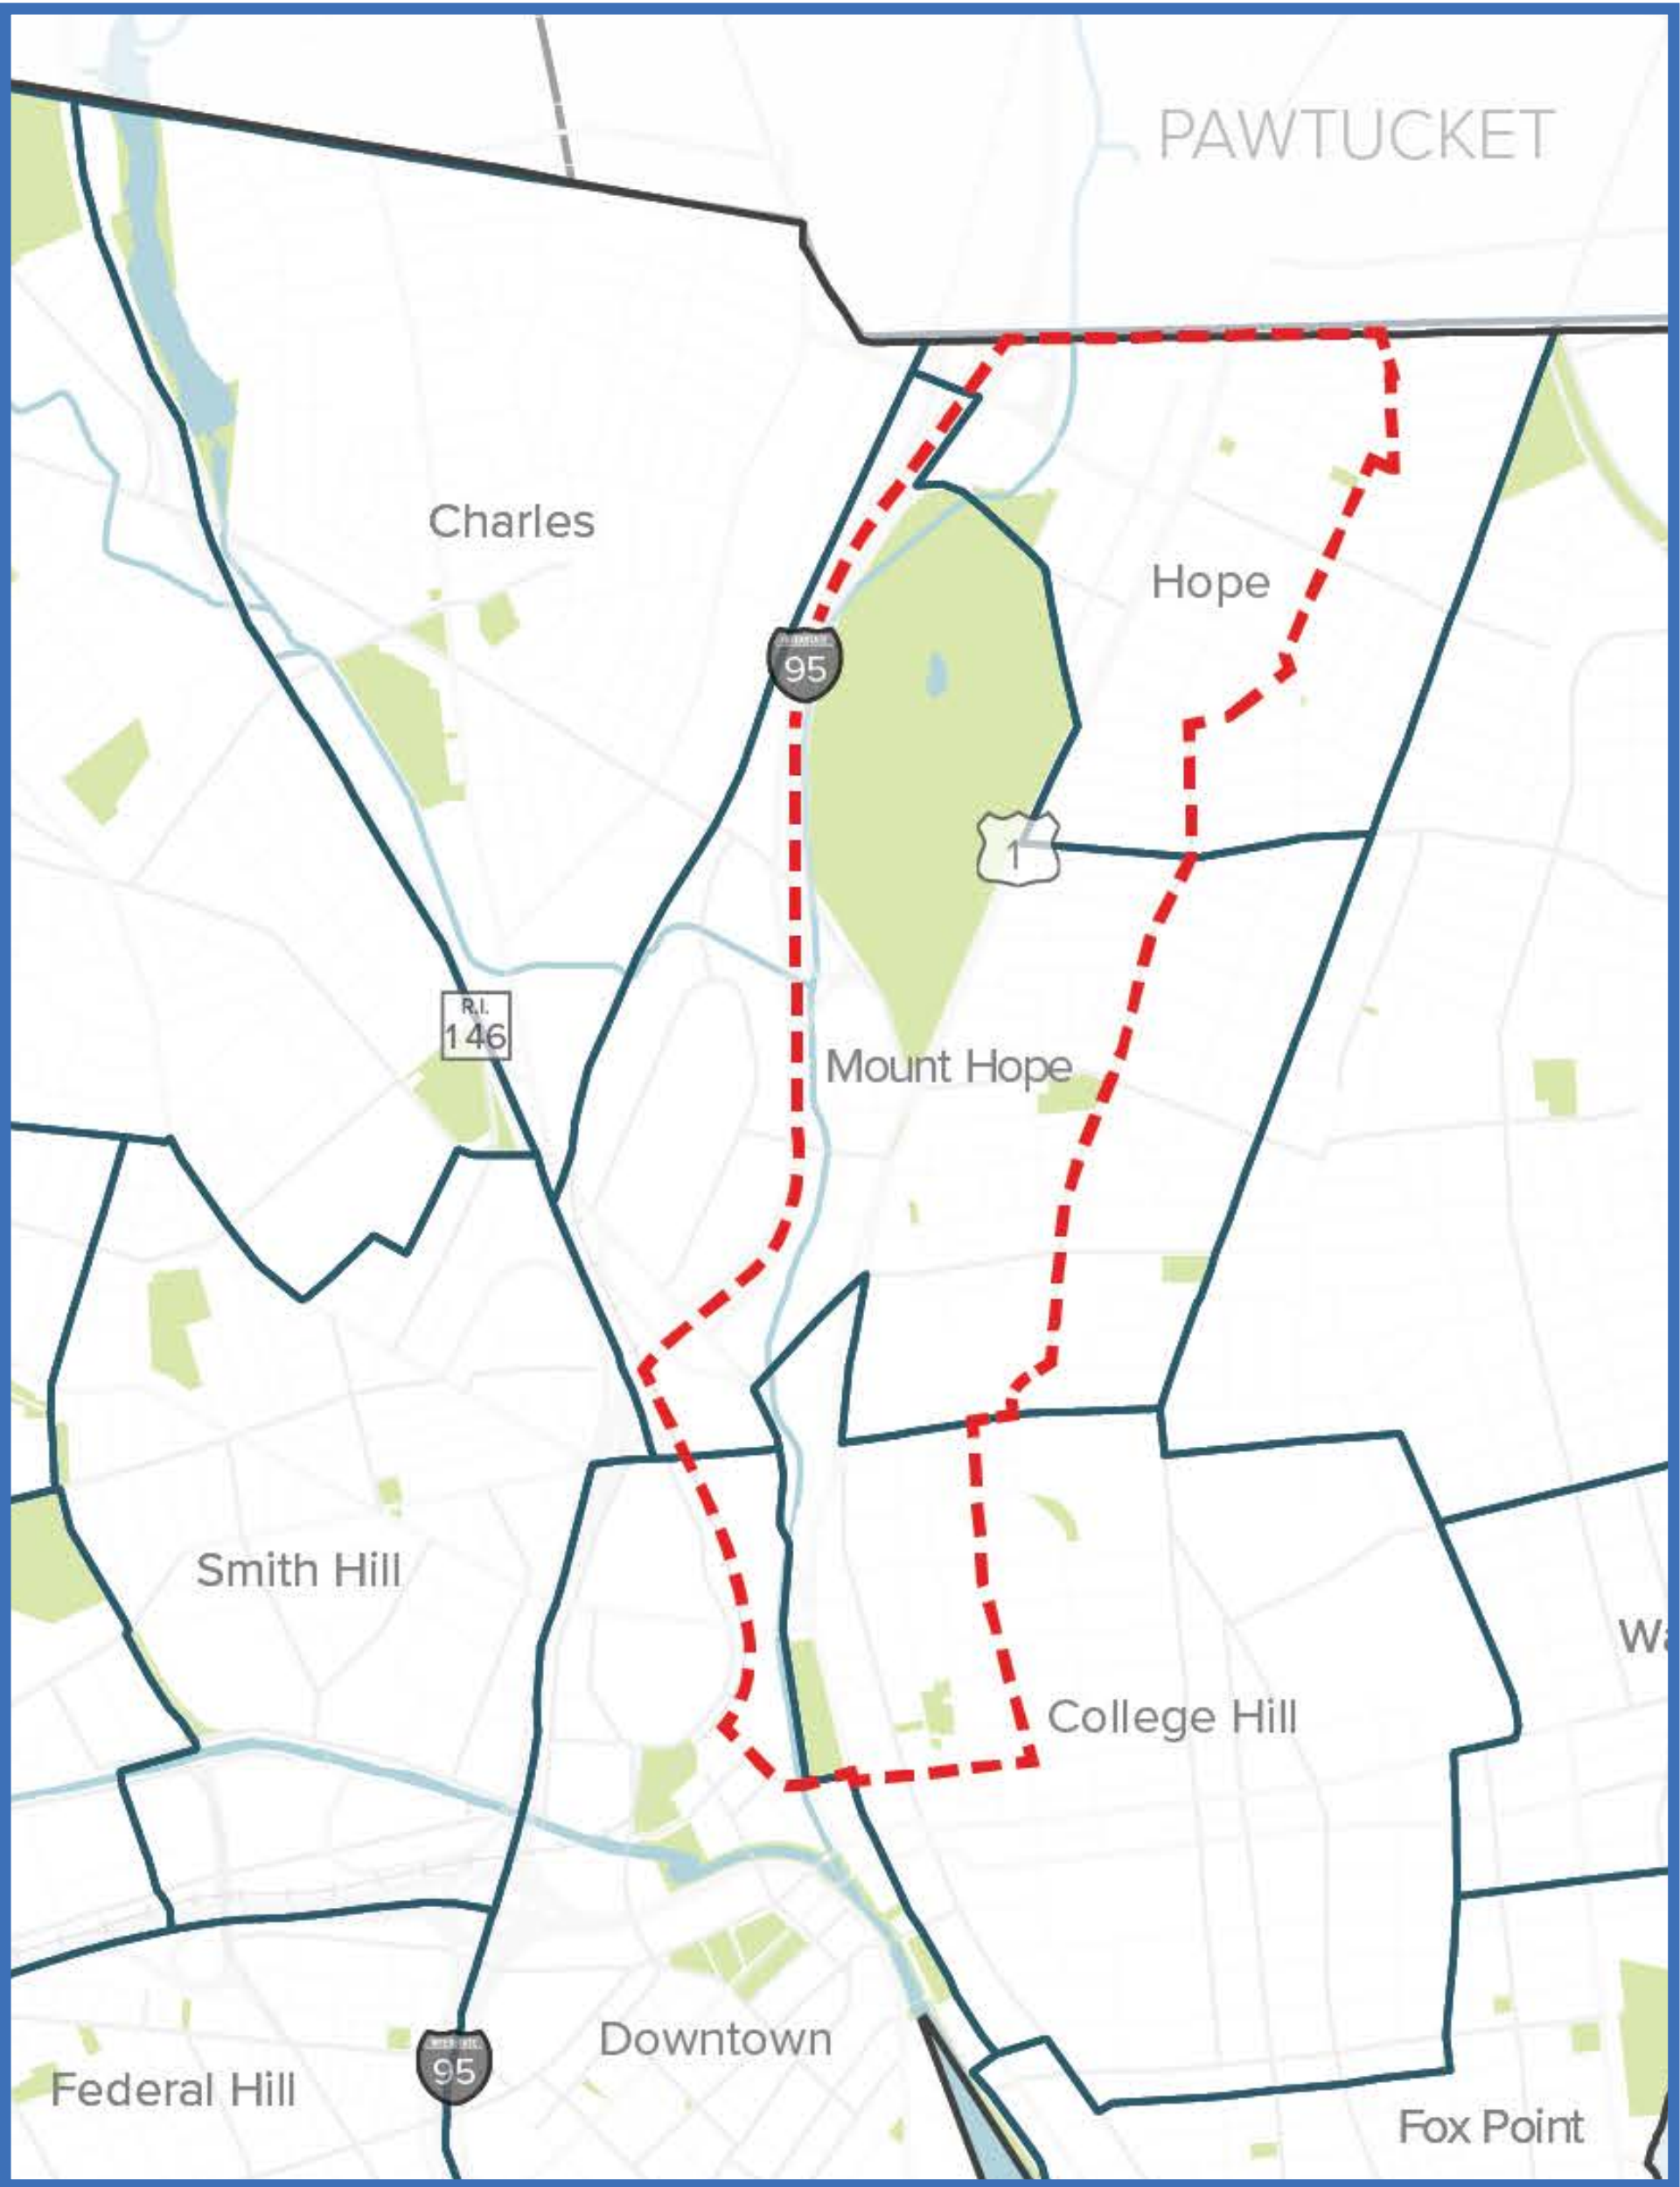 PAWTUCKET
Charles
Hope
95
1
R.I.
146
Mount Hope
Smith Hill
College Hill
Downtown
95
Federal Hill
Fox Point